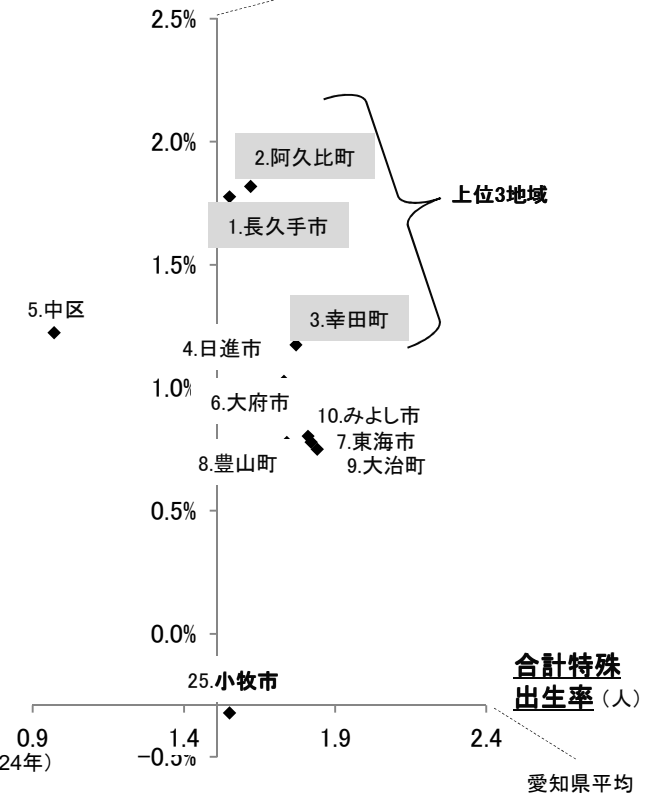 2.5%
2.0%
2.阿久比町
上位3地域
1.長久手市
1.5%
5.中区
3.幸田町
4.日進市
1.0%
6.大府市
10.みよし市
7.東海市
8.豊山町
9.大治町
0.5%
0.0%
25.小牧市
合計特殊
出生率（人）
0.9
1.4
1.9
2.4
24年）
-0.5%
愛知県平均